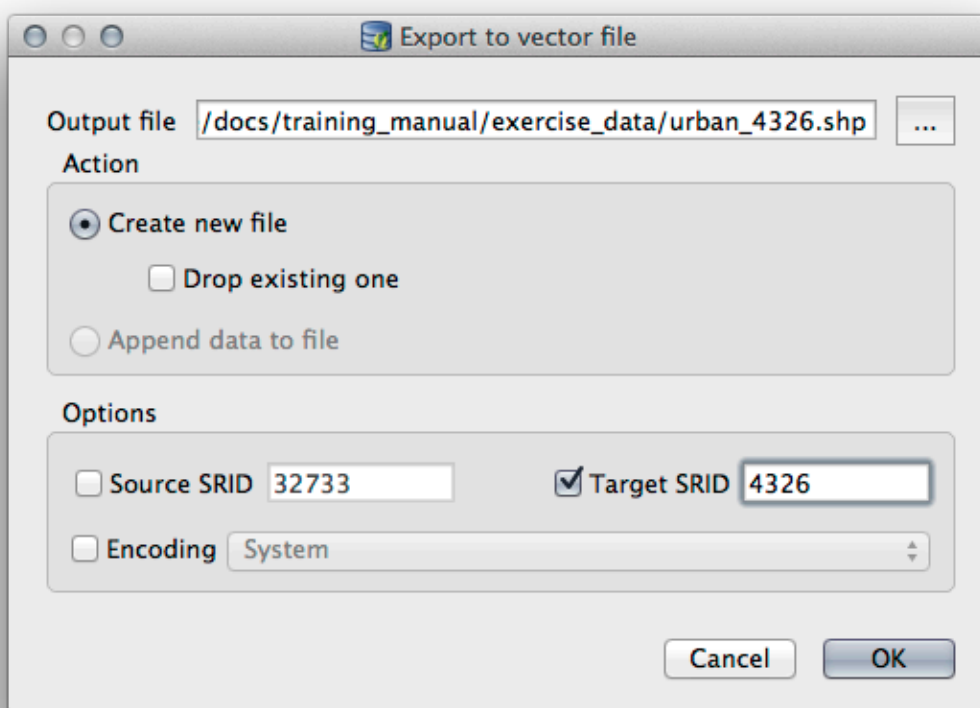 Export to vector file
Output file /docs/training_manual/exercise_data/urban_4326.shp ...
Action
Create new file
Drop existing one
Append data to file
Options
Source SRID 32733 Target SRID 4326
Encoding System
Cancel OK